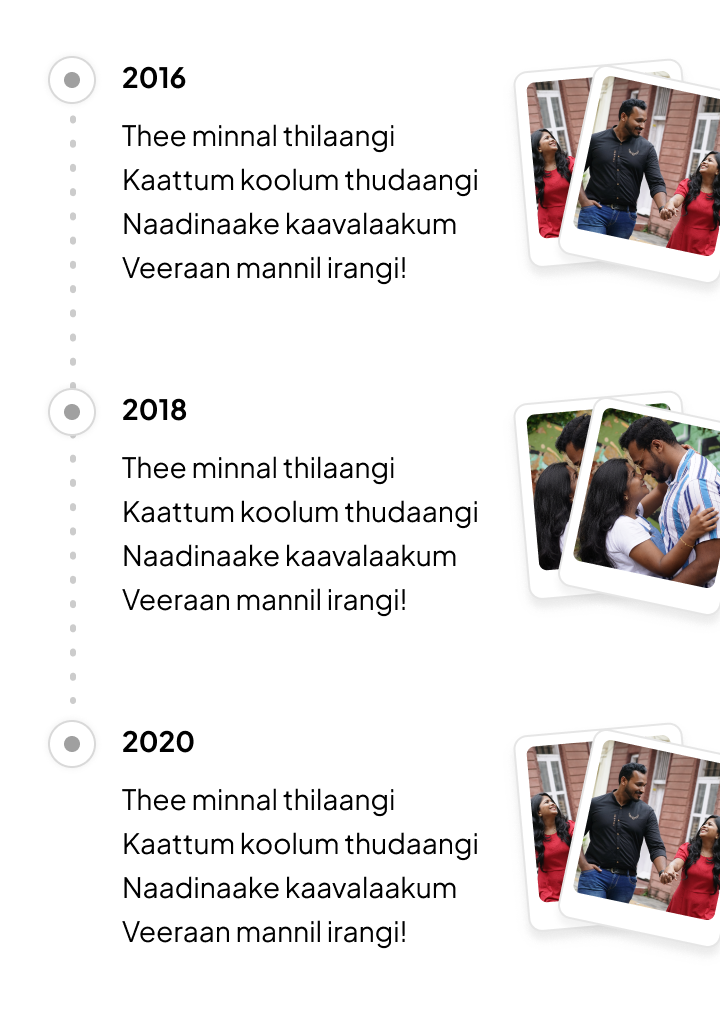 2016
Thee minnal thilaangi
Kaattum koolum thudaangi
Naadinaake kaavalaakum
Veeraan mannil irangi!
2018
Thee minnal thilaangi
Kaattum koolum thudaangi
Naadinaake kaavalaakum
Veeraan mannil irangi!
2020
Thee minnal thilaangi
Kaattum koolum thudaangi
Naadinaake kaavalaakum
Veeraan mannil irangi!